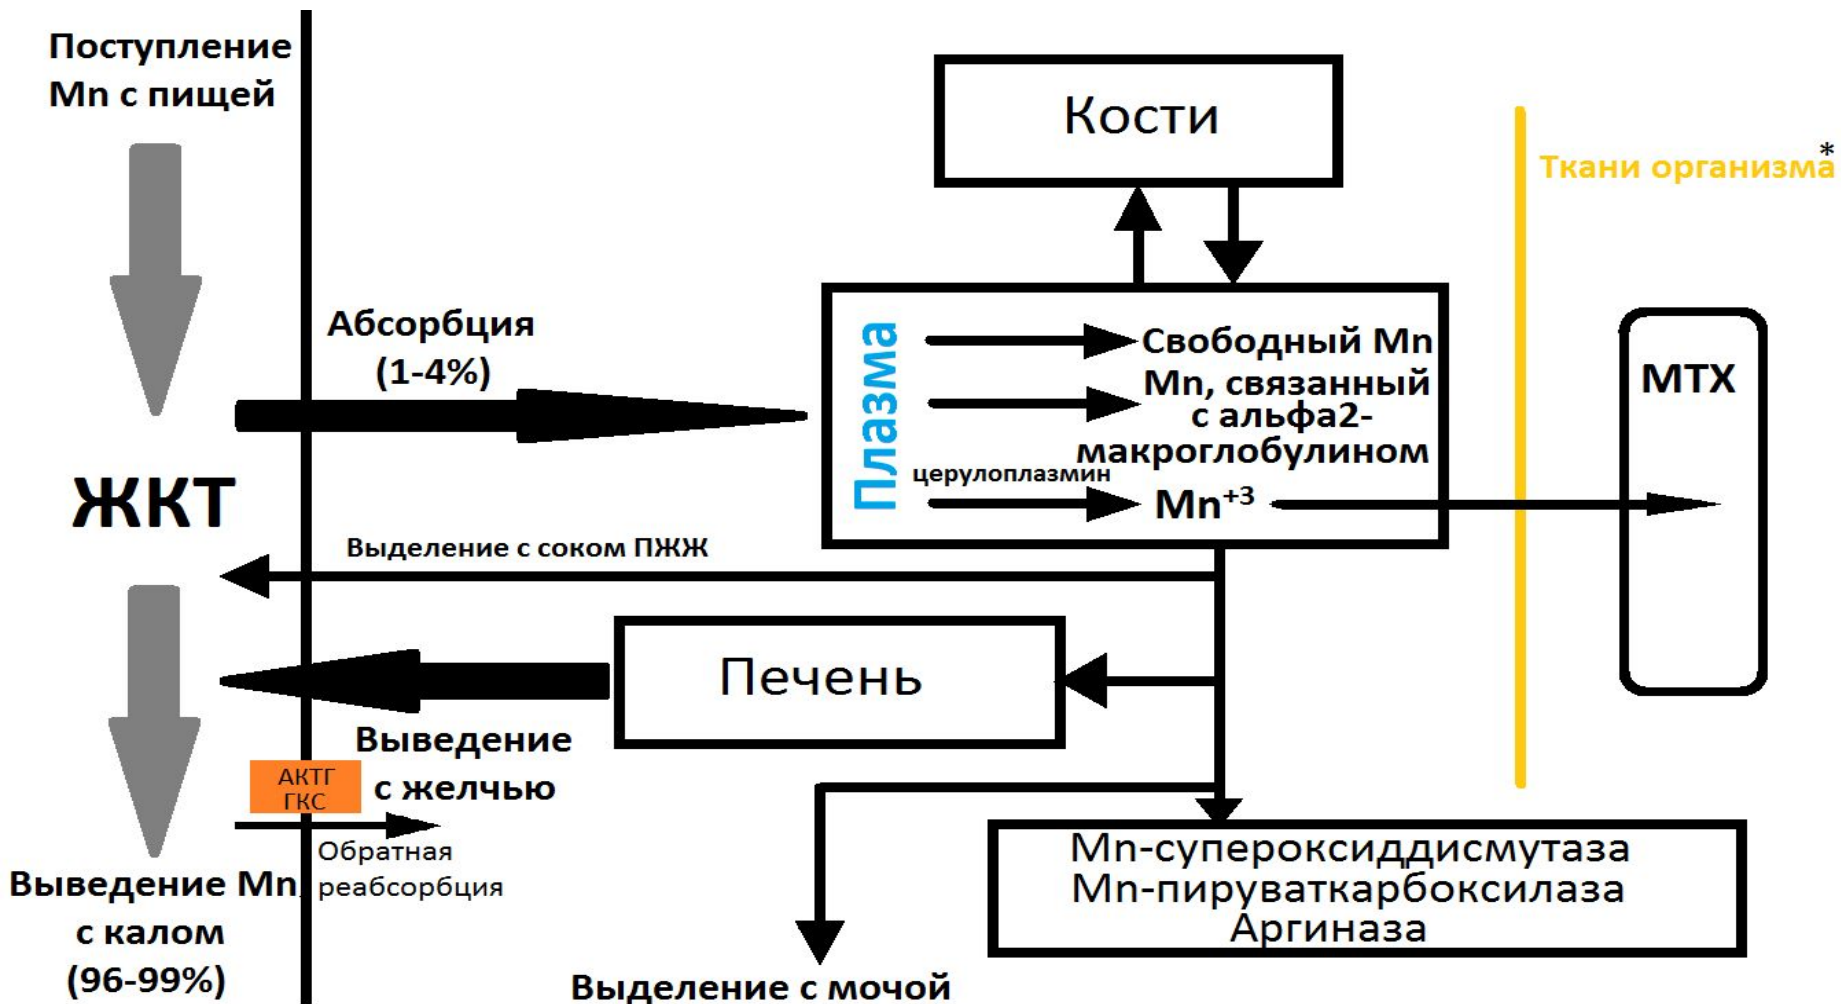 Поступление
Mn с пищей
Кости
*
Ткани организма
Абсорбция
(1-4%)
Плазма
Свободный Mn
Mn, связанный
с альфа2-
макроглобулином
церулоплазмин
Mn+3
МТХ
ЖКТ
Выделение с соком ПЖЖ
Печень
Выведение
с желчью
АКТГ
ГКС
Обратная
реабсорбция
Выведение Mn
с калом
(96-99%)
Mn-супероксиддисмутаза
Mn-пируваткарбоксилаза
Аргиназа
Выделение с мочой